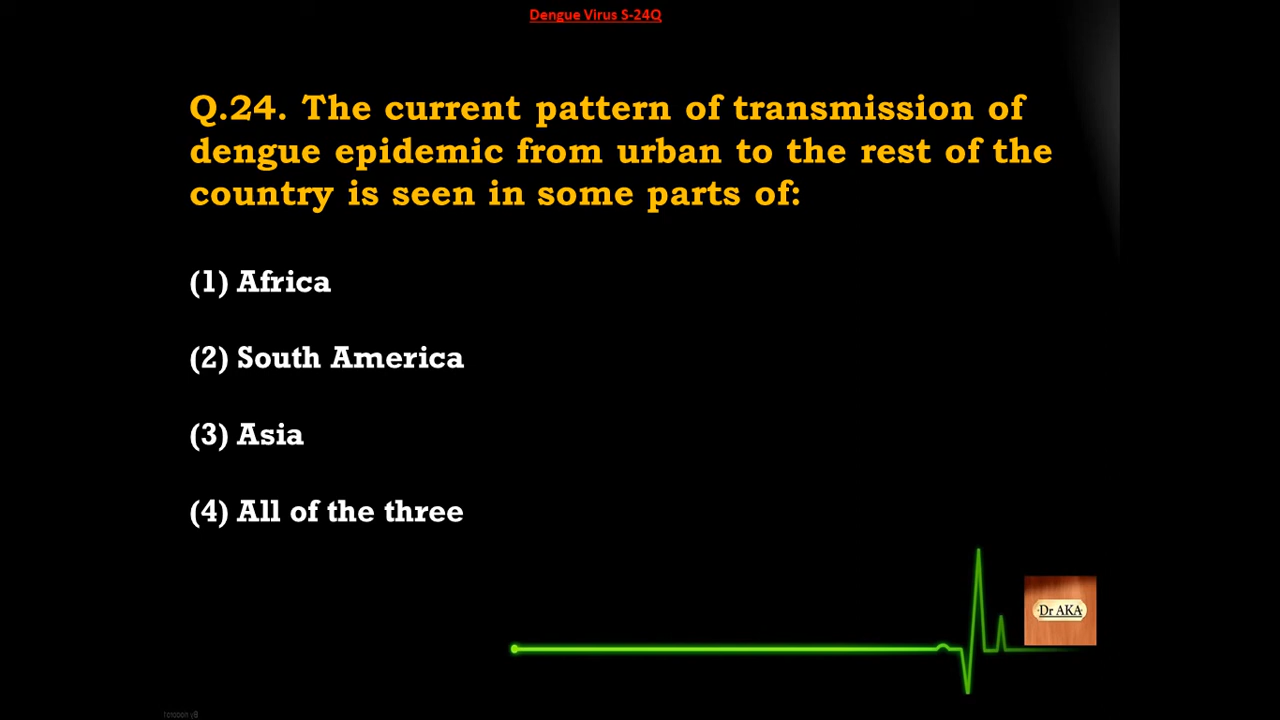 Dengue Virus S-24Q
Q.24. The current pattern of transmission of
dengue epidemic from urban to the rest of the
country is seen in some parts of:
(1) Africa
(2) South America
(3) Asia
(4) All of the three
Dr AKA